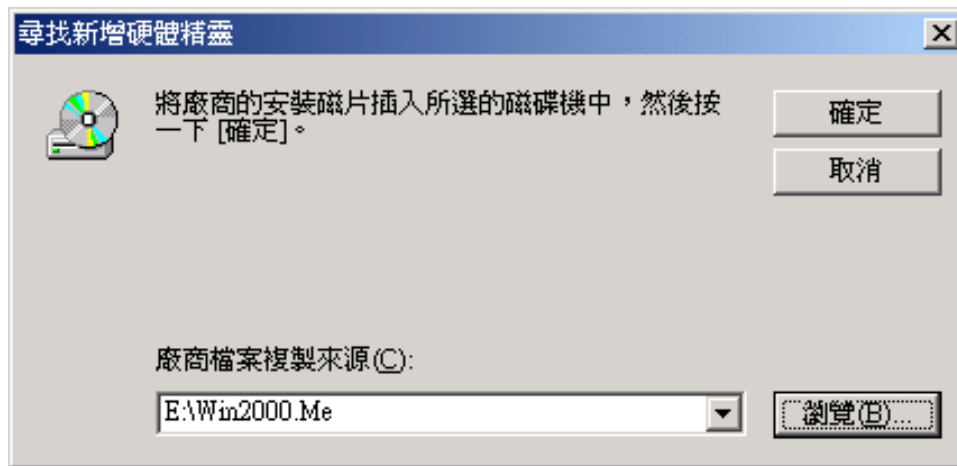 尋找新增硬體精靈
將廠商的安裝磁片插入所選的磁碟機中，然後按
一下 [確定]。
確定
取消
廠商檔案複製來源(C):
E:\Win2000.Me
瀏覽(B)...